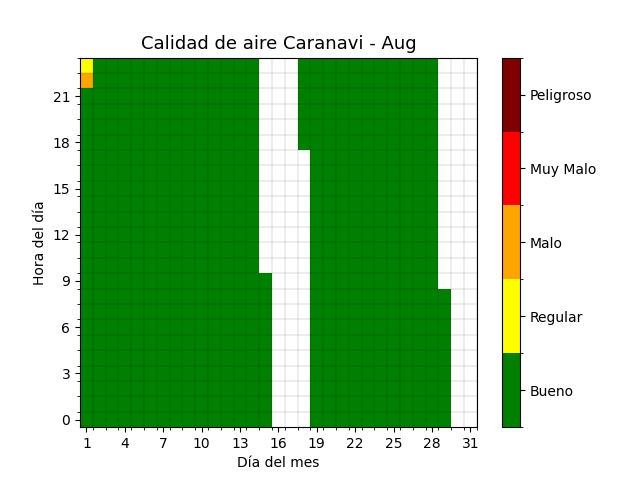 Calidad de aire Caranavi - Aug
Hora del día
21
18
15
12
9
6
3
0
1 4 7 10 13 16 19 22 25 28 31
Día del mes
Peligroso
Muy Malo
Malo
Regular
Bueno